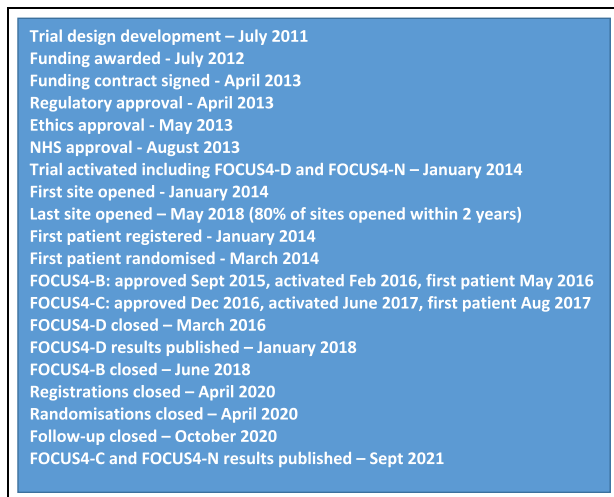 Trial design development – July 2011
Funding awarded - July 2012
Funding contract signed - April 2013
Regulatory approval - April 2013
Ethics approval - May 2013
NHS approval - August 2013
Trial activated including FOCUS4-D and FOCUS4-N – January 2014
First site opened - January 2014
Last site opened – May 2018 (80% of sites opened within 2 years)
First patient registered - January 2014
First patient randomised - March 2014
FOCUS4-B: approved Sept 2015, activated Feb 2016, first patient May 2016
FOCUS4-C: approved Dec 2016, activated June 2017, first patient Aug 2017
FOCUS4-D closed – March 2016
FOCUS4-D results published – January 2018
FOCUS4-B closed – June 2018
Registrations closed – April 2020
Randomisations closed – April 2020
Follow-up closed – October 2020
FOCUS4-C and FOCUS4-N results published – Sept 2021